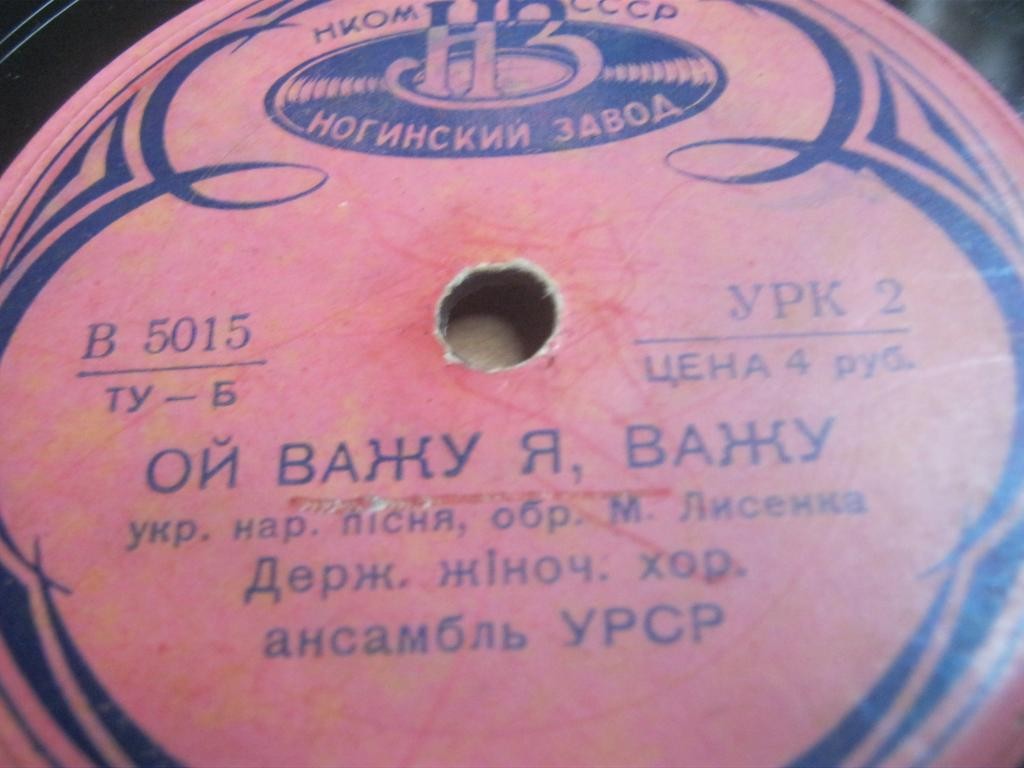 НКОМ НЗ СССР
НОГИНСКИЙ ЗАВОД
В 5015
ТУ – Б
УРК 2
ЦЕНА 4 руб.
ОЙ ВАЖУ Я, ВАЖУ
укр. нар. пісня, обр. М. Лисенка
Держ. жіноч. хор.
ансамбль УРСР